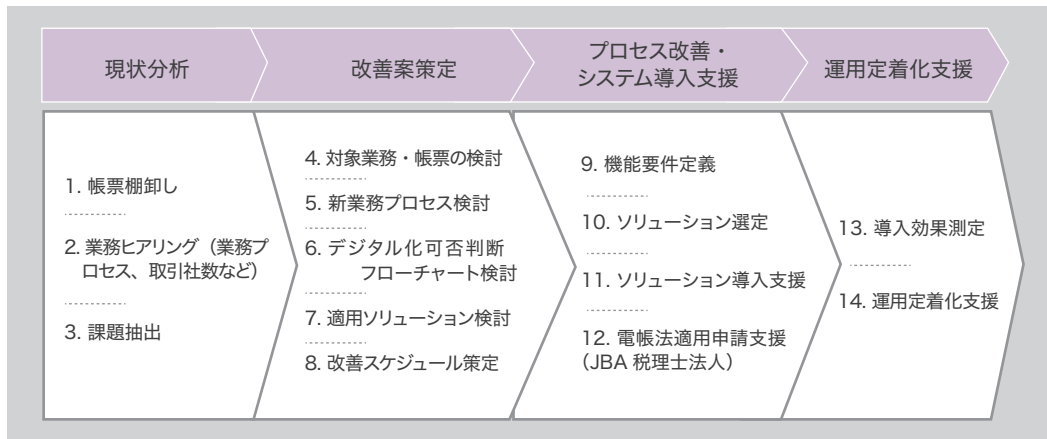 現状分析
改善案策定
プロセス改善・
システム導入支援
運用定着化支援
1. 帳票棚卸し
2. 業務ヒアリング（業務プ
ロセス、取引社数など）
3. 課題抽出
4. 対象業務・帳票の検討
5. 新業務プロセス検討
6. デジタル化可否判断
フローチャート検討
7. 適用ソリューション検討
8. 改善スケジュール策定
9. 機能要件定義
10. ソリューション選定
11. ソリューション導入支援
12. 電帳法適用申請支援
（JBA 税理士法人）
13. 導入効果測定
14. 運用定着化支援